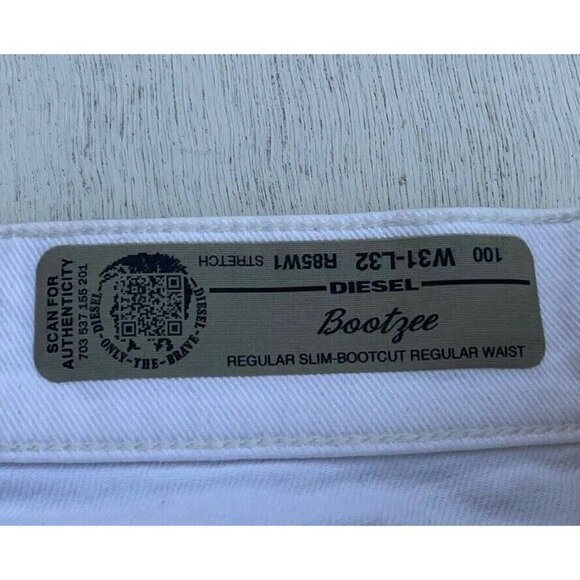 SCAN FOR
AUTHENTICITY
703 537 155 201
DIESEL DIESEL
ONLY-THE-BRAVE
100 W31-L32 R85W1 STRETCH
DIESEL
Bootzee
REGULAR SLIM-BOOTCUT REGULAR WAIST